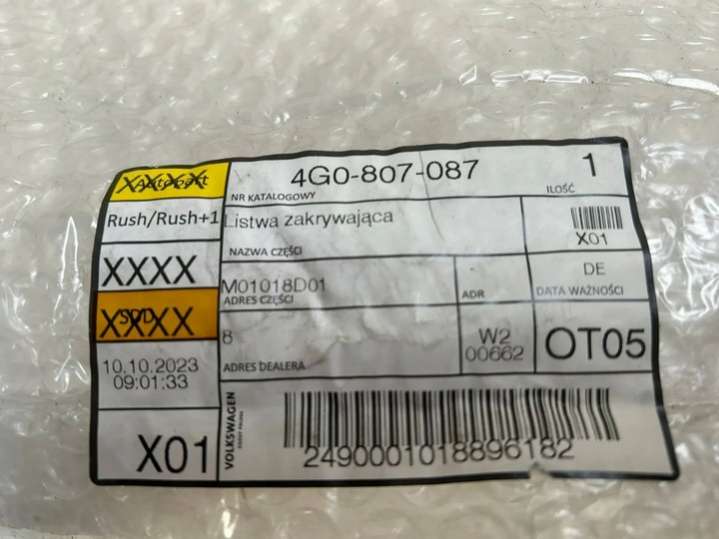 XXXX
4G0-807-087
1
NR KATALOGOWY
ILOŚĆ
Rush/Rush+1
Listwa zakrywająca
X01
NAZWA CZĘŚCI
XXXX
M01018D01
DE
ADRES CZĘŚCI
ADR
DATA WAŻNOŚCI
XXXX
8
W2
00662
OT05
ADRES DEALERA
10.10.2023
09:01:33
X01
VOLKSWAGEN
2490001018896182